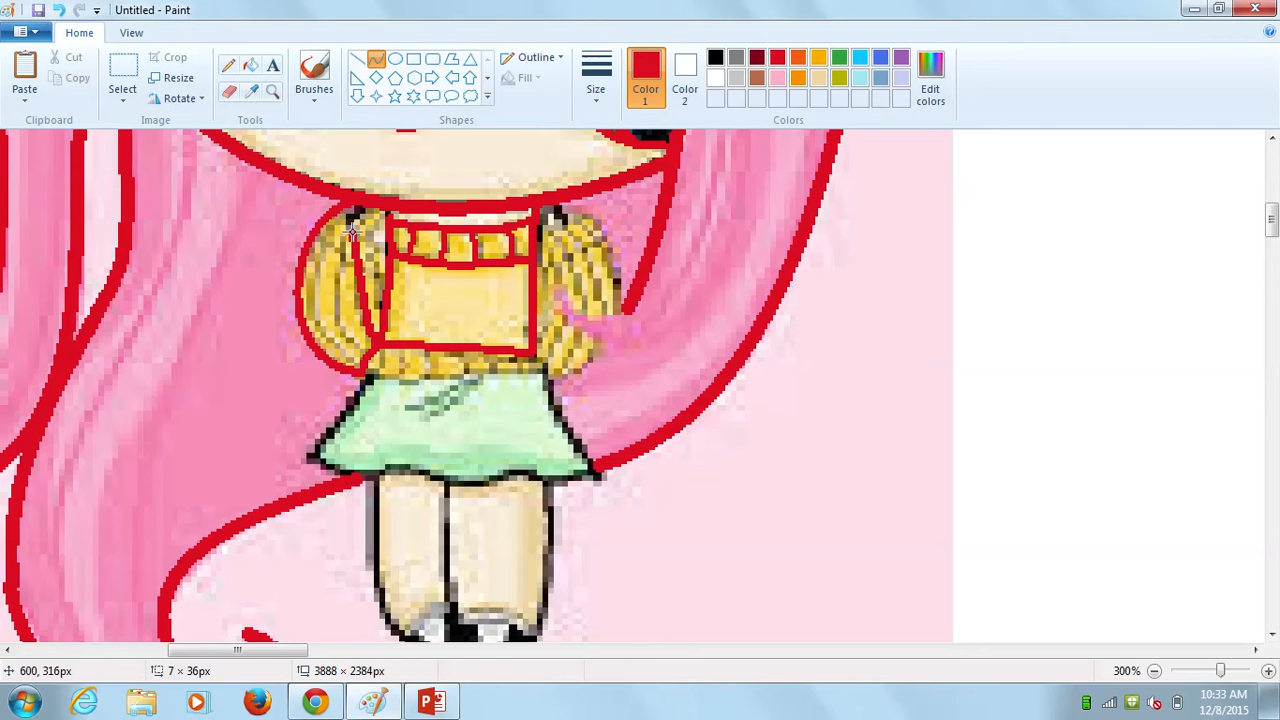 Untitled - Paint
Home
View
Paste
Cut
Copy
Clipboard
Select
Crop
Resize
Rotate
Image
A
Tools
Brushes
Outline
Fill
Shapes
Size
Color 1
Color 2
Edit colors
Colors
600, 316px
7 × 36px
3888 × 2384px
300%
10:33 AM
12/8/2015